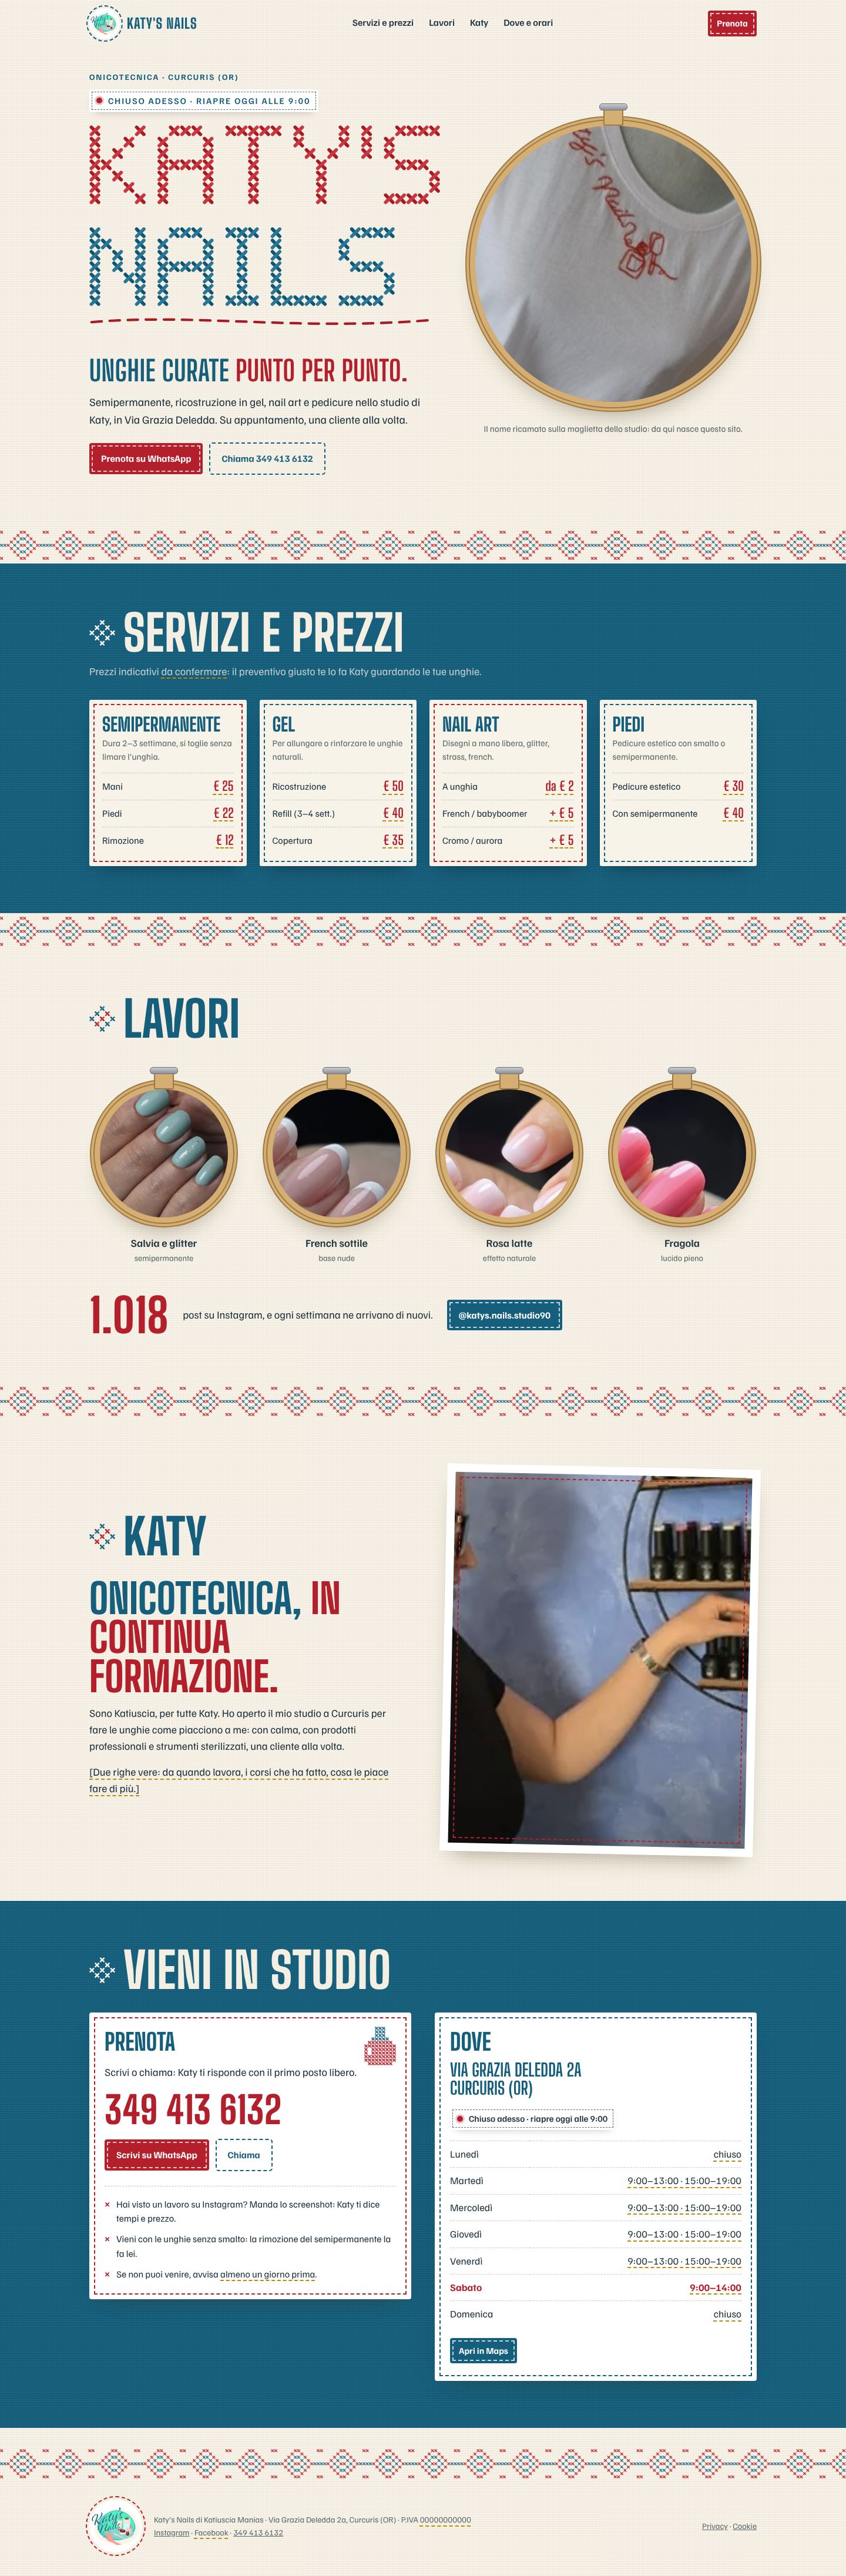 KATY'S NAILS
Servizi e prezzi
Lavori
Katy
Dove e orari
Prenota
ONICOTECNICA · CURCURIS (OR)
CHIUSO ADESSO · RIAPRE OGGI ALLE 9:00
KATY'S
NAILS
UNGHIE CURATE PUNTO PER PUNTO.
Semipermanente, ricostruzione in gel, nail art e pedicure nello studio di
Katy, in Via Grazia Deledda. Su appuntamento, una cliente alla volta.
Prenota su WhatsApp
Chiama 349 413 6132
Il nome ricamato sulla maglietta dello studio: da qui nasce questo sito.
SERVIZI E PREZZI
Prezzi indicativi da confermare: il preventivo giusto te lo fa Katy guardando le tue unghie.
SEMIPERMANENTE
Dura 2–3 settimane, si toglie senza
limare l'unghia.
Mani € 25
Piedi € 22
Rimozione € 12
GEL
Per allungare o rinforzare le unghie
naturali.
Ricostruzione € 50
Refill (3–4 sett.) € 40
Copertura € 35
NAIL ART
Disegni a mano libera, glitter,
strass, french.
A unghia da € 2
French / babyboomer + € 5
Cromo / aurora + € 5
PIEDI
Pedicure estetico con smalto o
semipermanente.
Pedicure estetico € 30
Con semipermanente € 40
LAVORI
Salvia e glitter
semipermanente
French sottile
base nude
Rosa latte
effetto naturale
Fragola
lucido pieno
1.018
post su Instagram, e ogni settimana ne arrivano di nuovi.
@katys.nails.studio90
KATY
ONICOTECNICA, IN
CONTINUA
FORMAZIONE.
Sono Katiuscia, per tutte Katy. Ho aperto il mio studio a Curcuris per
fare le unghie come piacciono a me: con calma, con prodotti
professionali e strumenti sterilizzati, una cliente alla volta.
[Due righe vere: da quando lavora, i corsi che ha fatto, cosa le piace
fare di più.]
VIENI IN STUDIO
PRENOTA
Scrivi o chiama: Katy ti risponde con il primo posto libero.
349 413 6132
Scrivi su WhatsApp
Chiama
Hai visto un lavoro su Instagram? Manda lo screenshot: Katy ti dice
tempi e prezzo.
Vieni con le unghie senza smalto: la rimozione del semipermanente la
fa lei.
Se non puoi venire, avvisa almeno un giorno prima.
DOVE
VIA GRAZIA DELEDDA 2A
CURCURIS (OR)
Chiuso adesso · riapre oggi alle 9:00
Lunedì chiuso
Martedì 9:00–13:00 · 15:00–19:00
Mercoledì 9:00–13:00 · 15:00–19:00
Giovedì 9:00–13:00 · 15:00–19:00
Venerdì 9:00–13:00 · 15:00–19:00
Sabato 9:00–14:00
Domenica chiuso
Apri in Maps
Katy's Nails
Katy's Nails di Katiuscia Manias · Via Grazia Deledda 2a, Curcuris (OR) · P.IVA 00000000000
Instagram · Facebook · 349 413 6132
Privacy · Cookie